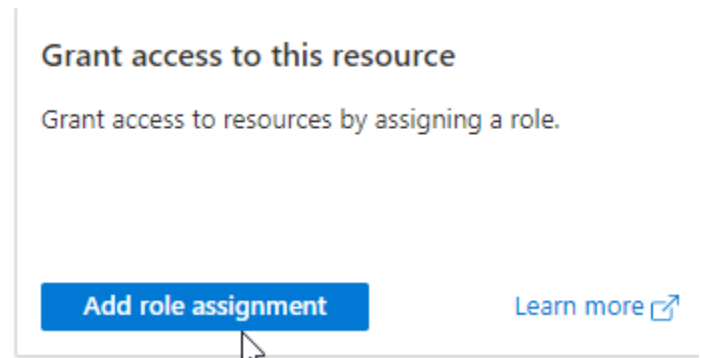 Grant access to this resource
Grant access to resources by assigning a role.
Add role assignment
Learn more